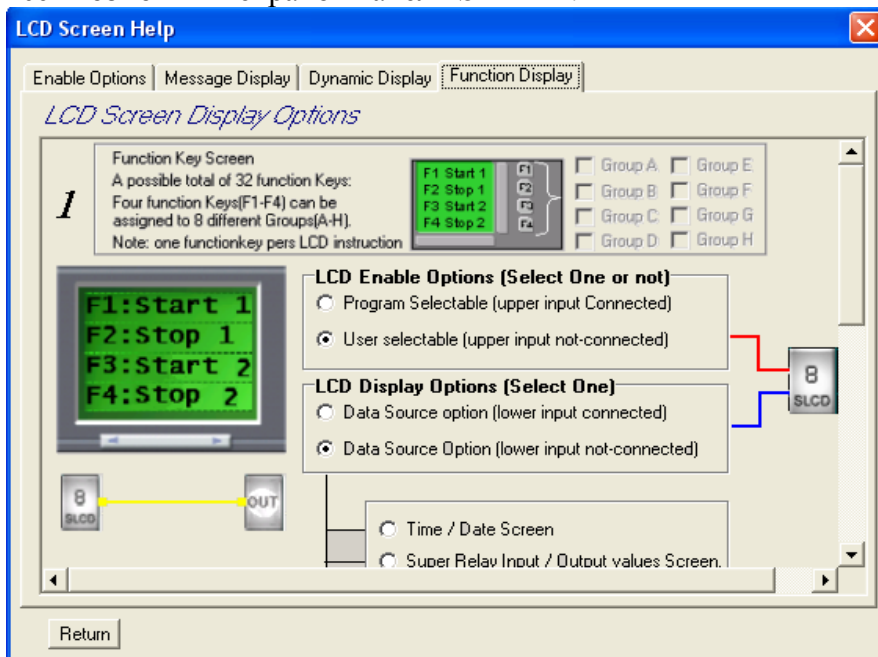 LCD Screen Help
Enable Options Message Display Dynamic Display Function Display
LCD Screen Display Options
1
Function Key Screen
A possible total of 32 function Keys:
Four function Keys(F1-F4) can be
assigned to 8 different Groups(A-H).
Note: one functionkey pers LCD instruction
F1 Start 1
F2 Stop 1
F3 Start 2
F4 Stop 2
F1
F2
F3
F4
Group A Group E
Group B Group F
Group C Group G
Group D Group H
F1:Start 1
F2:Stop 1
F3:Start 2
F4:Stop 2
LCD Enable Options (Select One or not)
Program Selectable (upper input Connected)
User selectable (upper input not-connected)
LCD Display Options (Select One)
Data Source option (lower input connected)
Data Source Option (lower input not-connected)
8
SLCD
8
SLCD
OUT
Time / Date Screen
Super Relay Input / Output values Screen.
Return